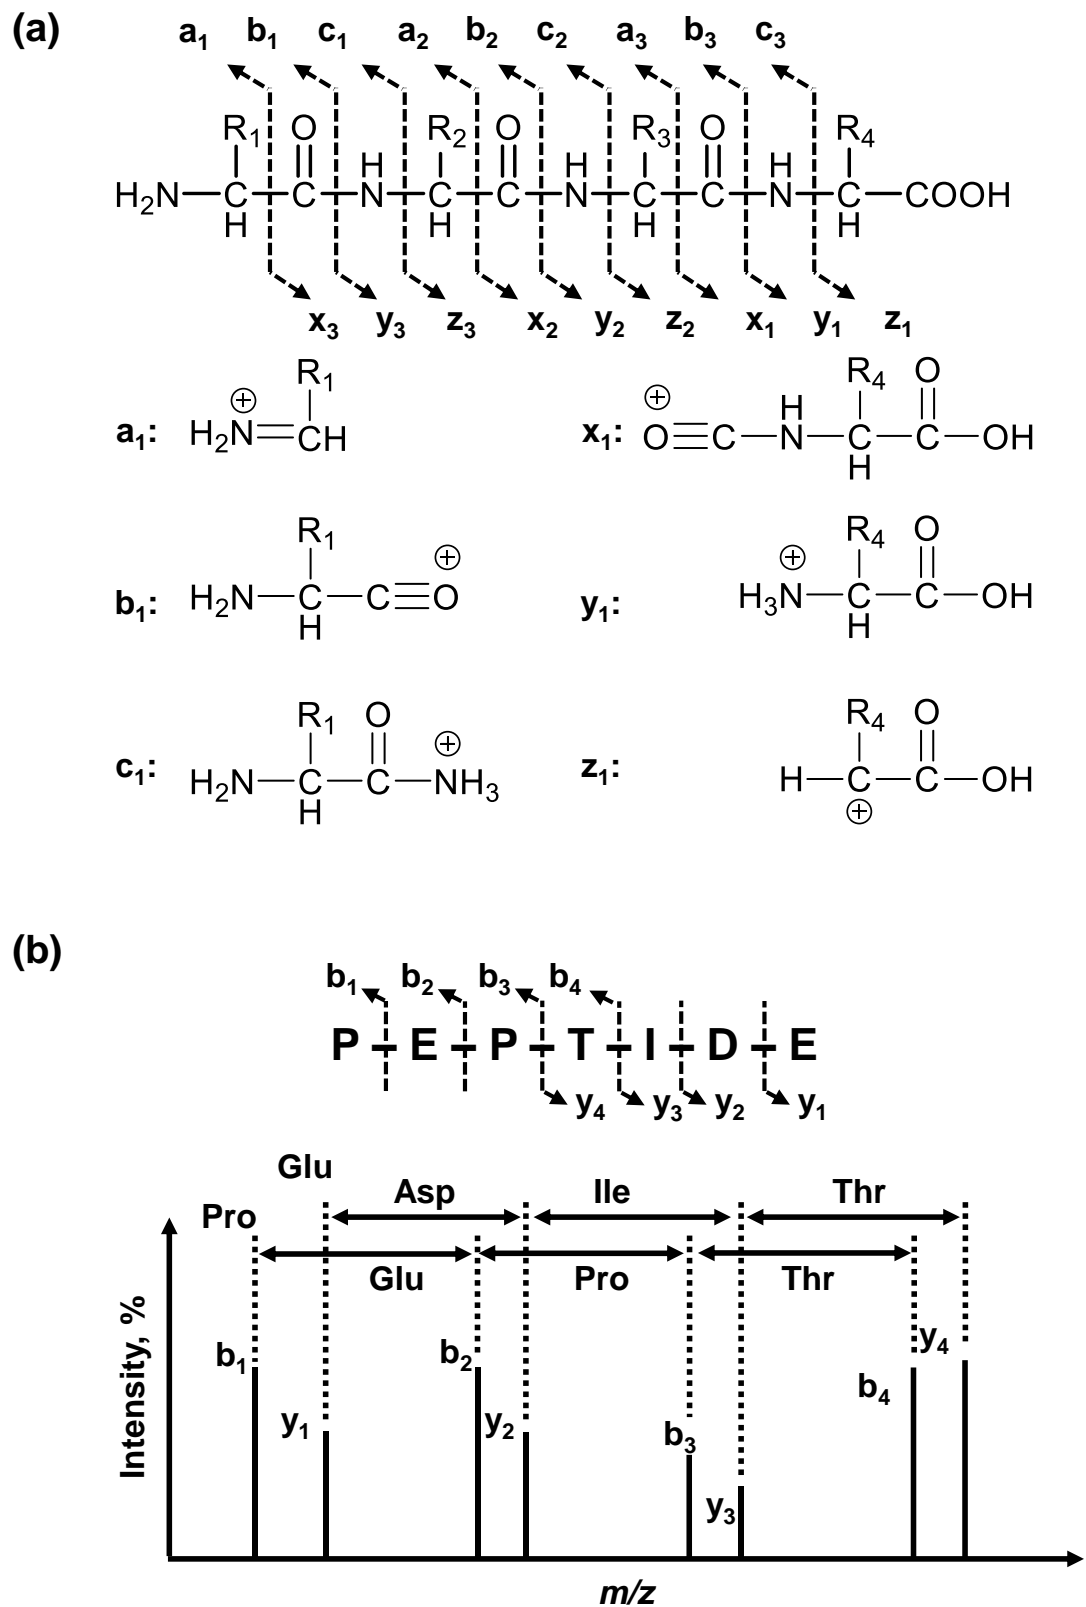 (a)
a₁ b₁ c₁ a₂ b₂ c₂ a₃ b₃ c₃
R₁ O R₂ O R₃ O R₄
H H H
H₂N C C N C C N C C N C COOH
H H H H
x₃ y₃ z₃ x₂ y₂ z₂ x₁ y₁ z₁
R₁ R₄ O
⊕ ⊕ H
a₁: H₂N CH x₁: O C N C C OH
H
R₁ ⊕ ⊕ R₄ O
b₁: H₂N C C O y₁: H₃N C C OH
H H
R₁ O ⊕ R₄ O
c₁: H₂N C C NH₃ z₁: H C C OH
H ⊕
(b)
b₁ b₂ b₃ b₄
P E P T I D E
y₄ y₃ y₂ y₁
Glu
Pro Asp Ile Thr
Glu Pro Thr
b₁ b₂ y₄
b₄
y₁ y₂ b₃
y₃
Intensity, %
m/z